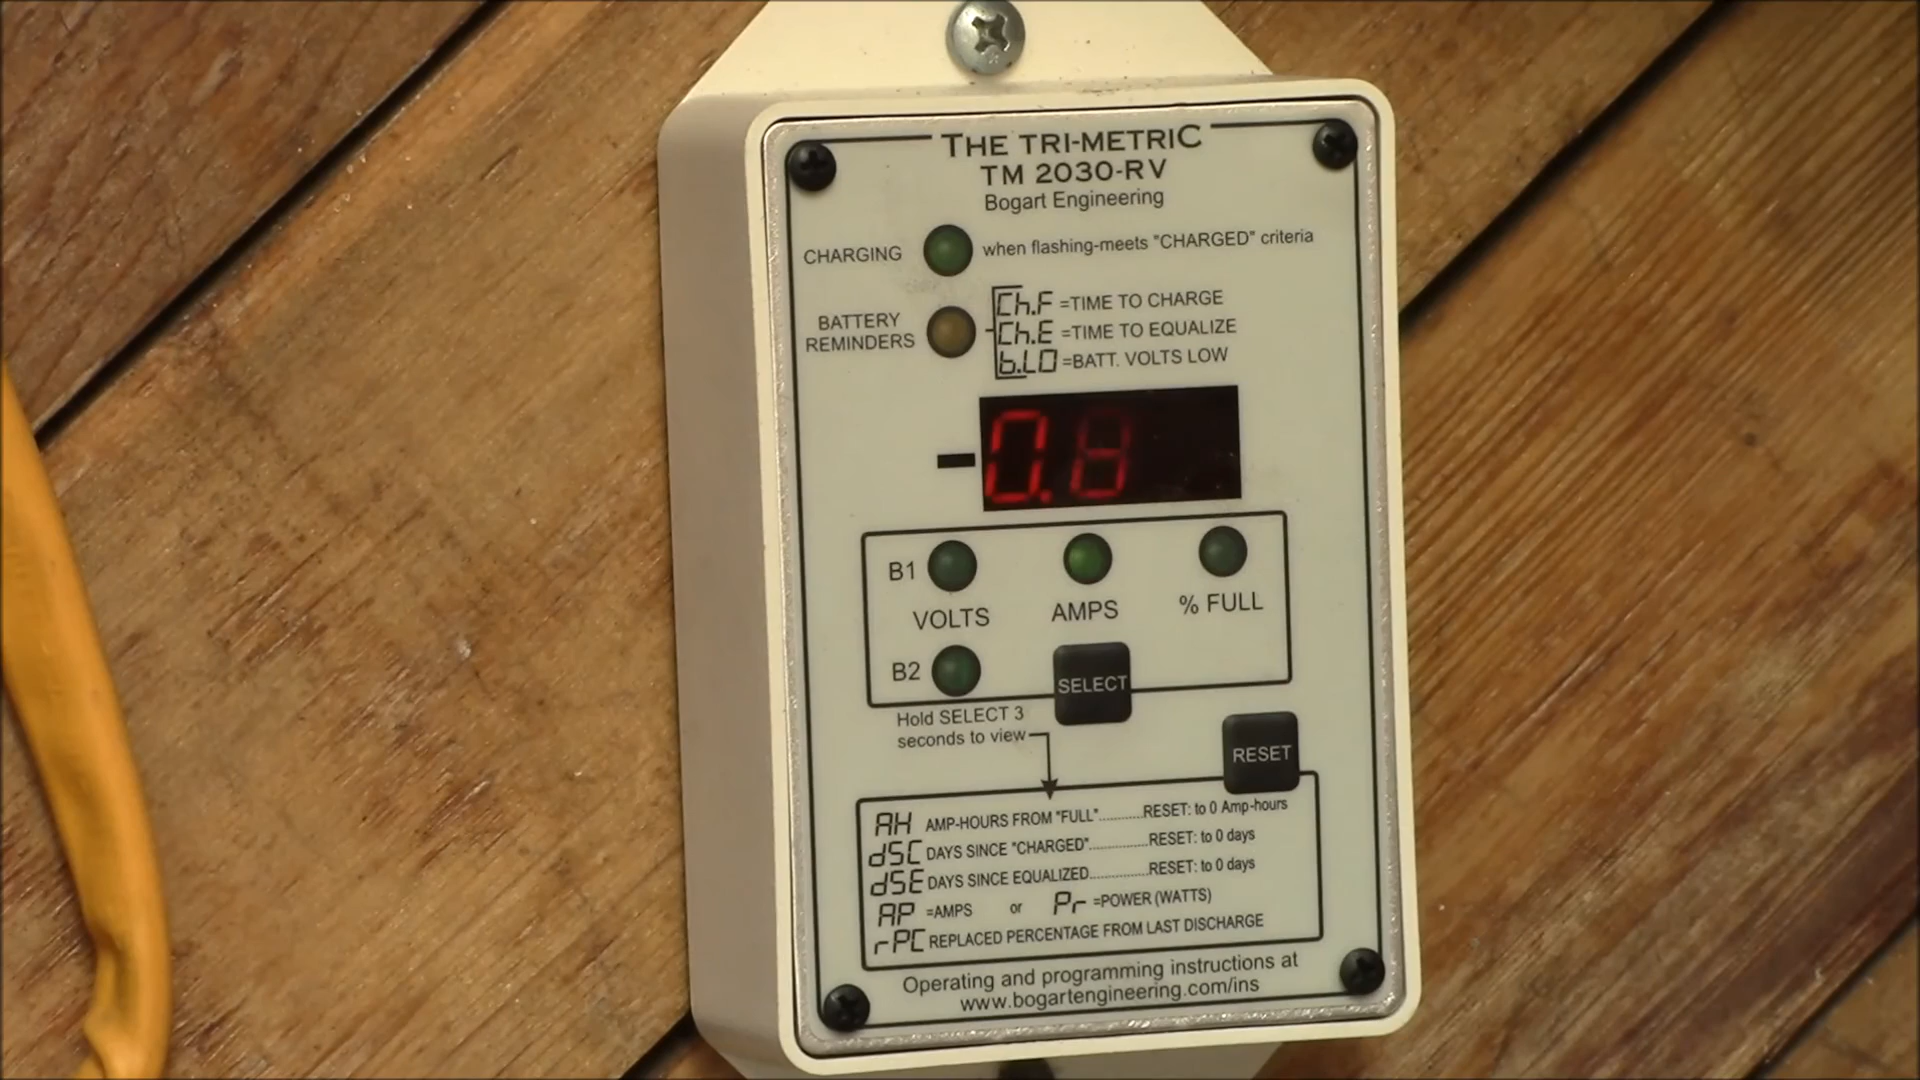 THE TRI-METRIC
TM 2030-RV
Bogart Engineering
CHARGING when flashing-meets "CHARGED" criteria
BATTERY REMINDERS
Ch.F =TIME TO CHARGE
Ch.E =TIME TO EQUALIZE
b.LO =BATT. VOLTS LOW
-0.8
B1
VOLTS AMPS % FULL
B2
SELECT
Hold SELECT 3
seconds to view
RESET
AH AMP-HOURS FROM "FULL"............RESET: to 0 Amp-hours
dSC DAYS SINCE "CHARGED"................RESET: to 0 days
dSE DAYS SINCE EQUALIZED.................RESET: to 0 days
AP =AMPS or Pr =POWER (WATTS)
rPC REPLACED PERCENTAGE FROM LAST DISCHARGE
Operating and programming instructions at
www.bogartengineering.com/ins